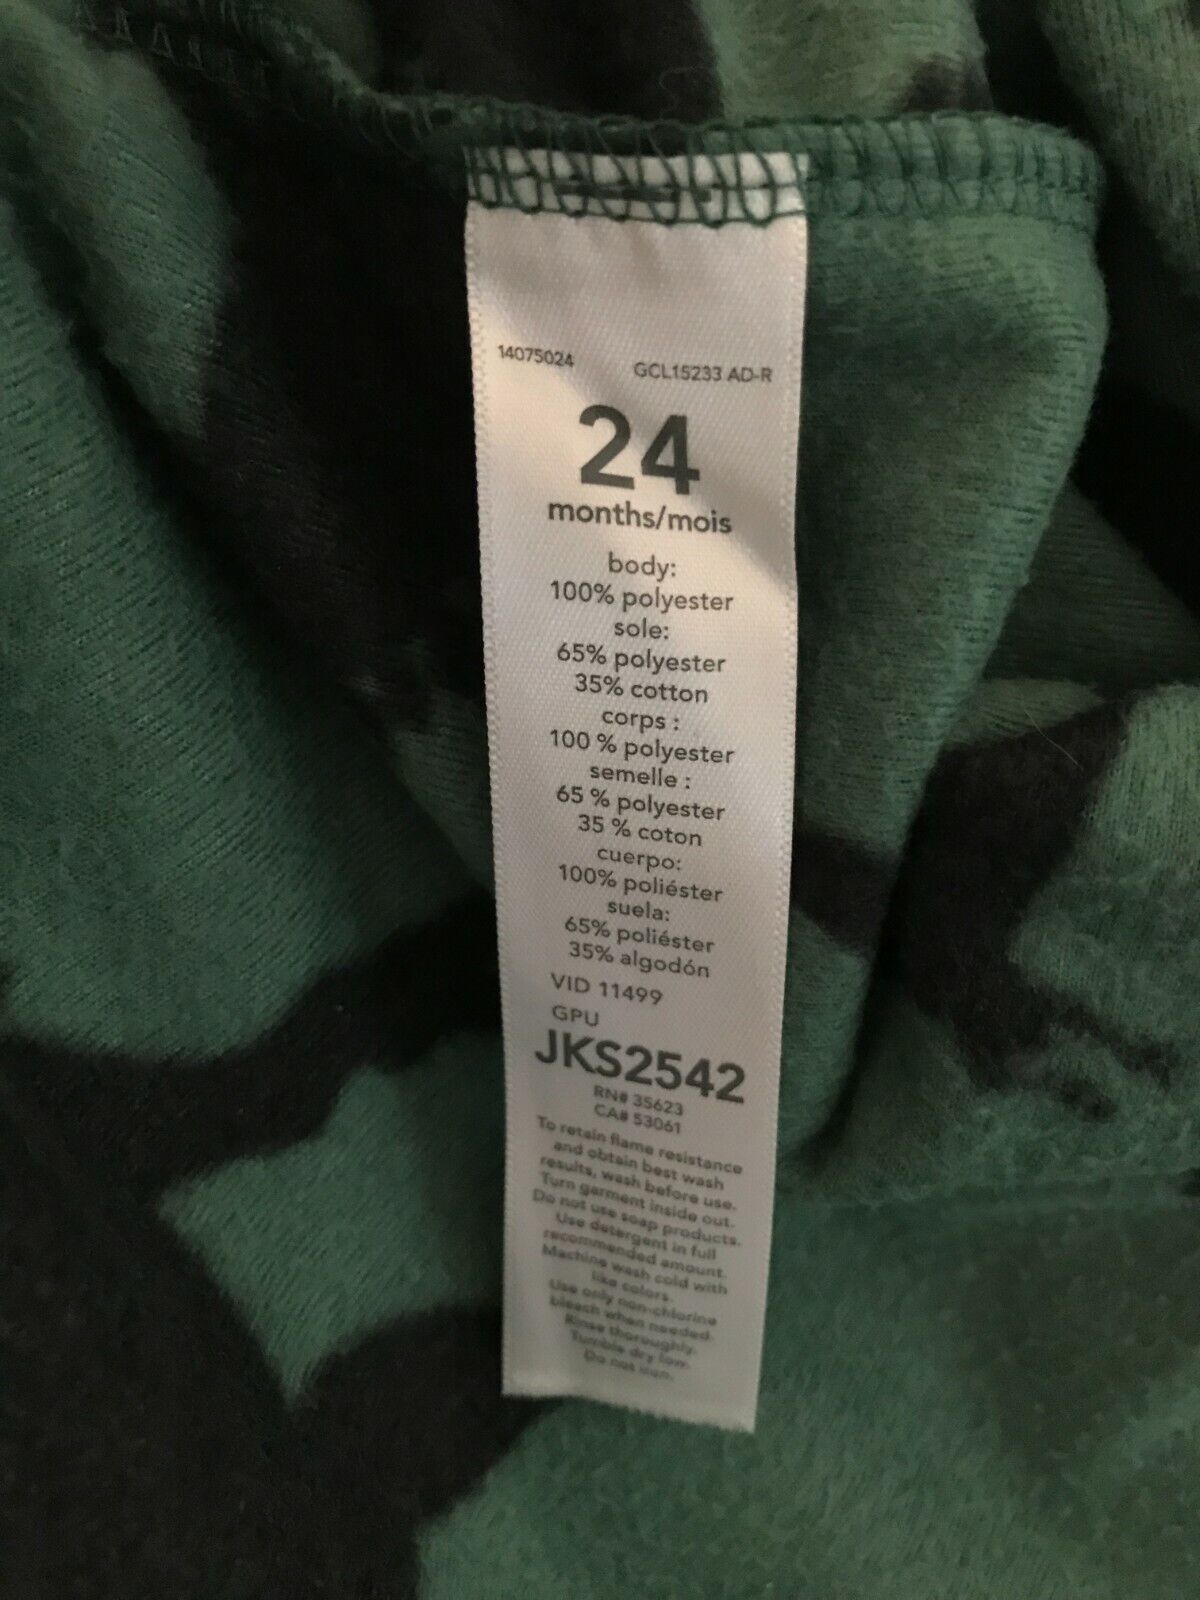 14075024
GCL15233 AD-R
24
months/mois
body:
100% polyester
sole:
65% polyester
35% cotton
corps :
100 % polyester
semelle :
65 % polyester
35 % coton
cuerpo:
100% poliéster
suela:
65% poliéster
35% algodón
VID 11499
GPU
JKS2542
RN# 35623
CA# 53061
To retain flame resistance
and obtain best wash
results, wash before use.
Turn garment inside out.
Do not use soap products.
Use detergent in full
recommended amount.
Machine wash cold with
like colors.
Use only non-chlorine
bleach when needed.
Rinse thoroughly.
Tumble dry low.
Do not iron.